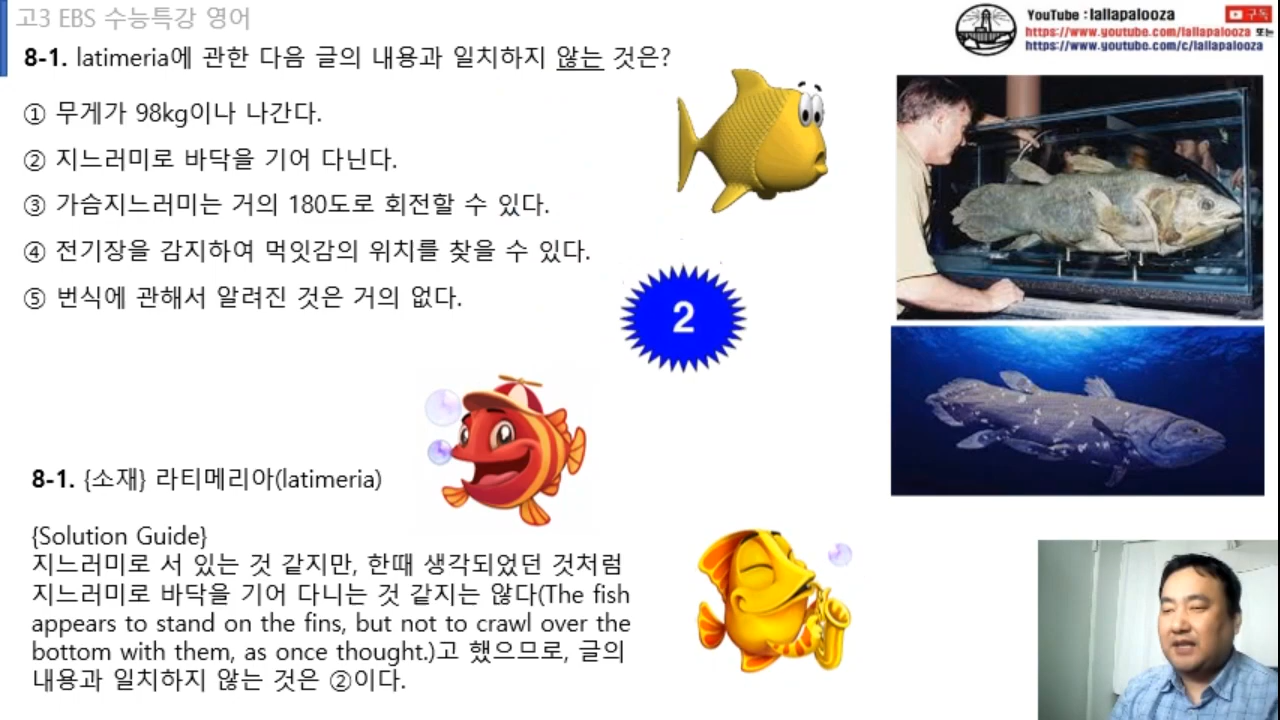 고3 EBS 수능특강 영어
YouTube : lallapalooza
구독
https://www.youtube.com/lallapalooza 또는
https://www.youtube.com/c/lallapalooza
8-1. latimeria에 관한 다음 글의 내용과 일치하지 않는 것은?
① 무게가 98kg이나 나간다.
② 지느러미로 바닥을 기어 다닌다.
③ 가슴지느러미는 거의 180도로 회전할 수 있다.
④ 전기장을 감지하여 먹잇감의 위치를 찾을 수 있다.
⑤ 번식에 관해서 알려진 것은 거의 없다.
2
8-1. {소재} 라티메리아(latimeria)
{Solution Guide}
지느러미로 서 있는 것 같지만, 한때 생각되었던 것처럼
지느러미로 바닥을 기어 다니는 것 같지는 않다(The fish
appears to stand on the fins, but not to crawl over the
bottom with them, as once thought.)고 했으므로, 글의
내용과 일치하지 않는 것은 ②이다.